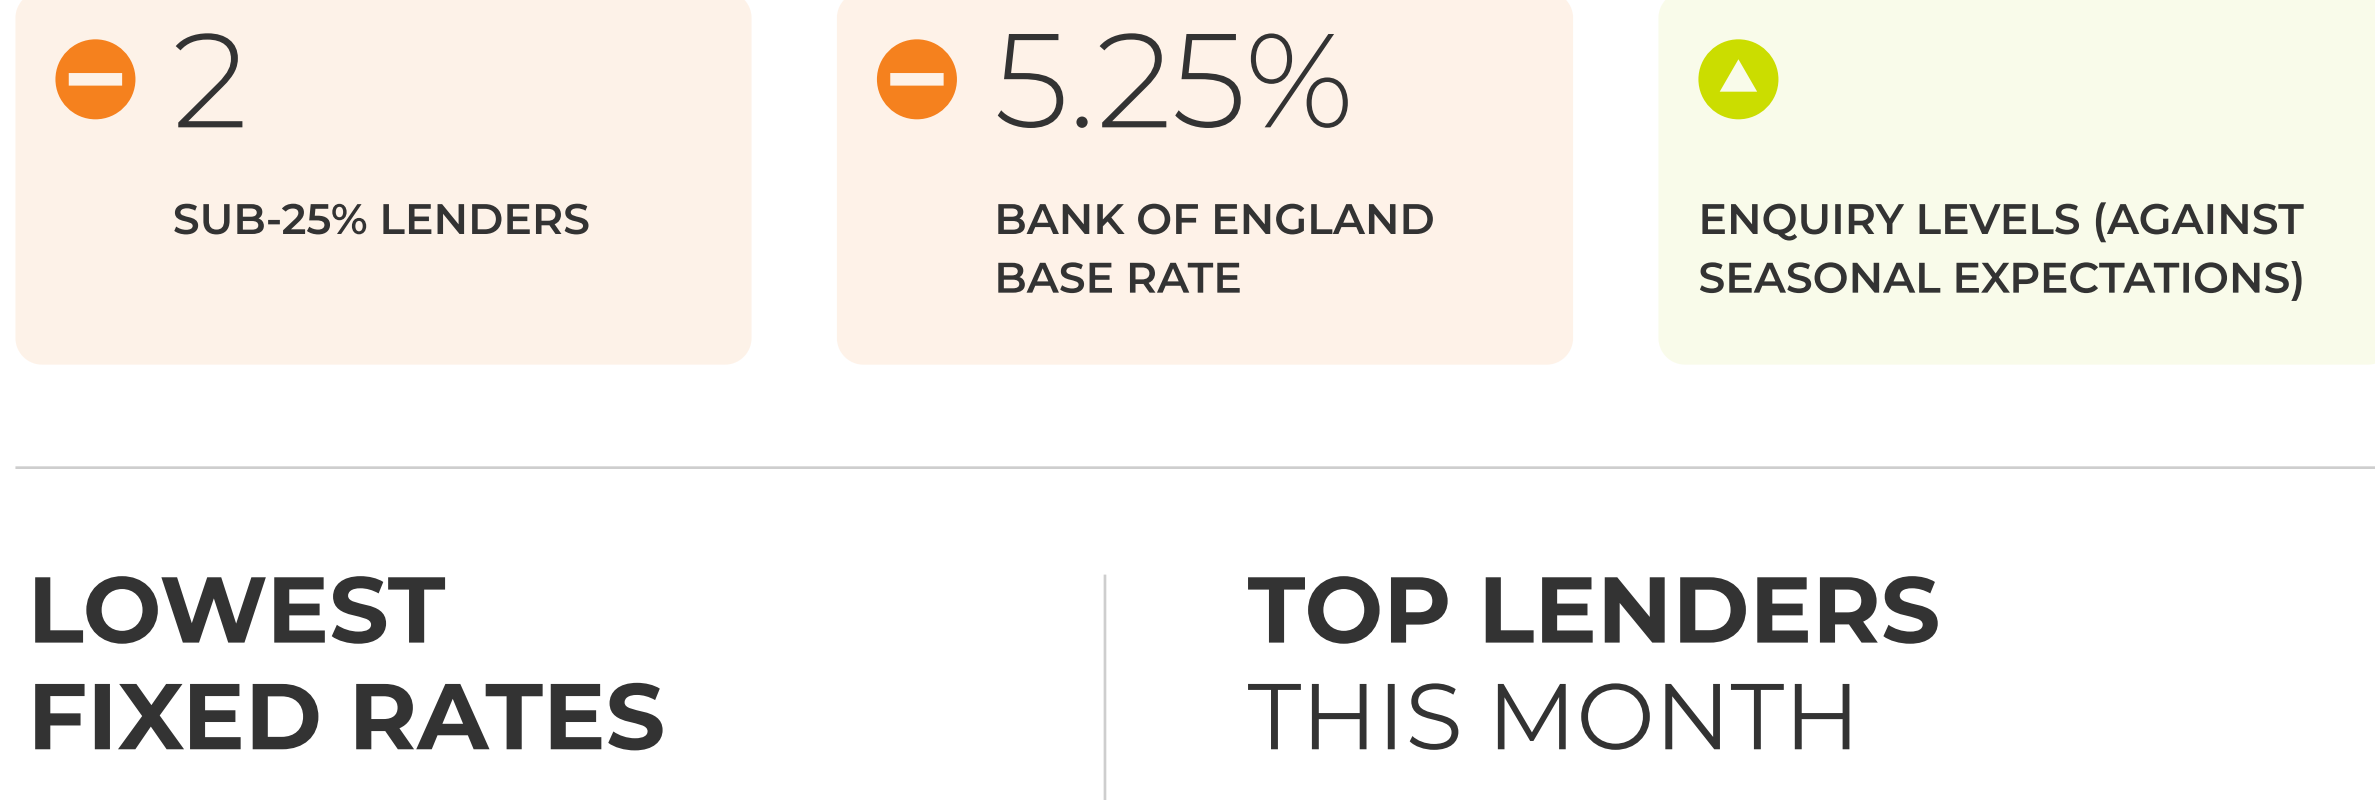 2
SUB-25% LENDERS
5.25%
BANK OF ENGLAND
BASE RATE
ENQUIRY LEVELS (AGAINST
SEASONAL EXPECTATIONS)
LOWEST
FIXED RATES
TOP LENDERS
THIS MONTH